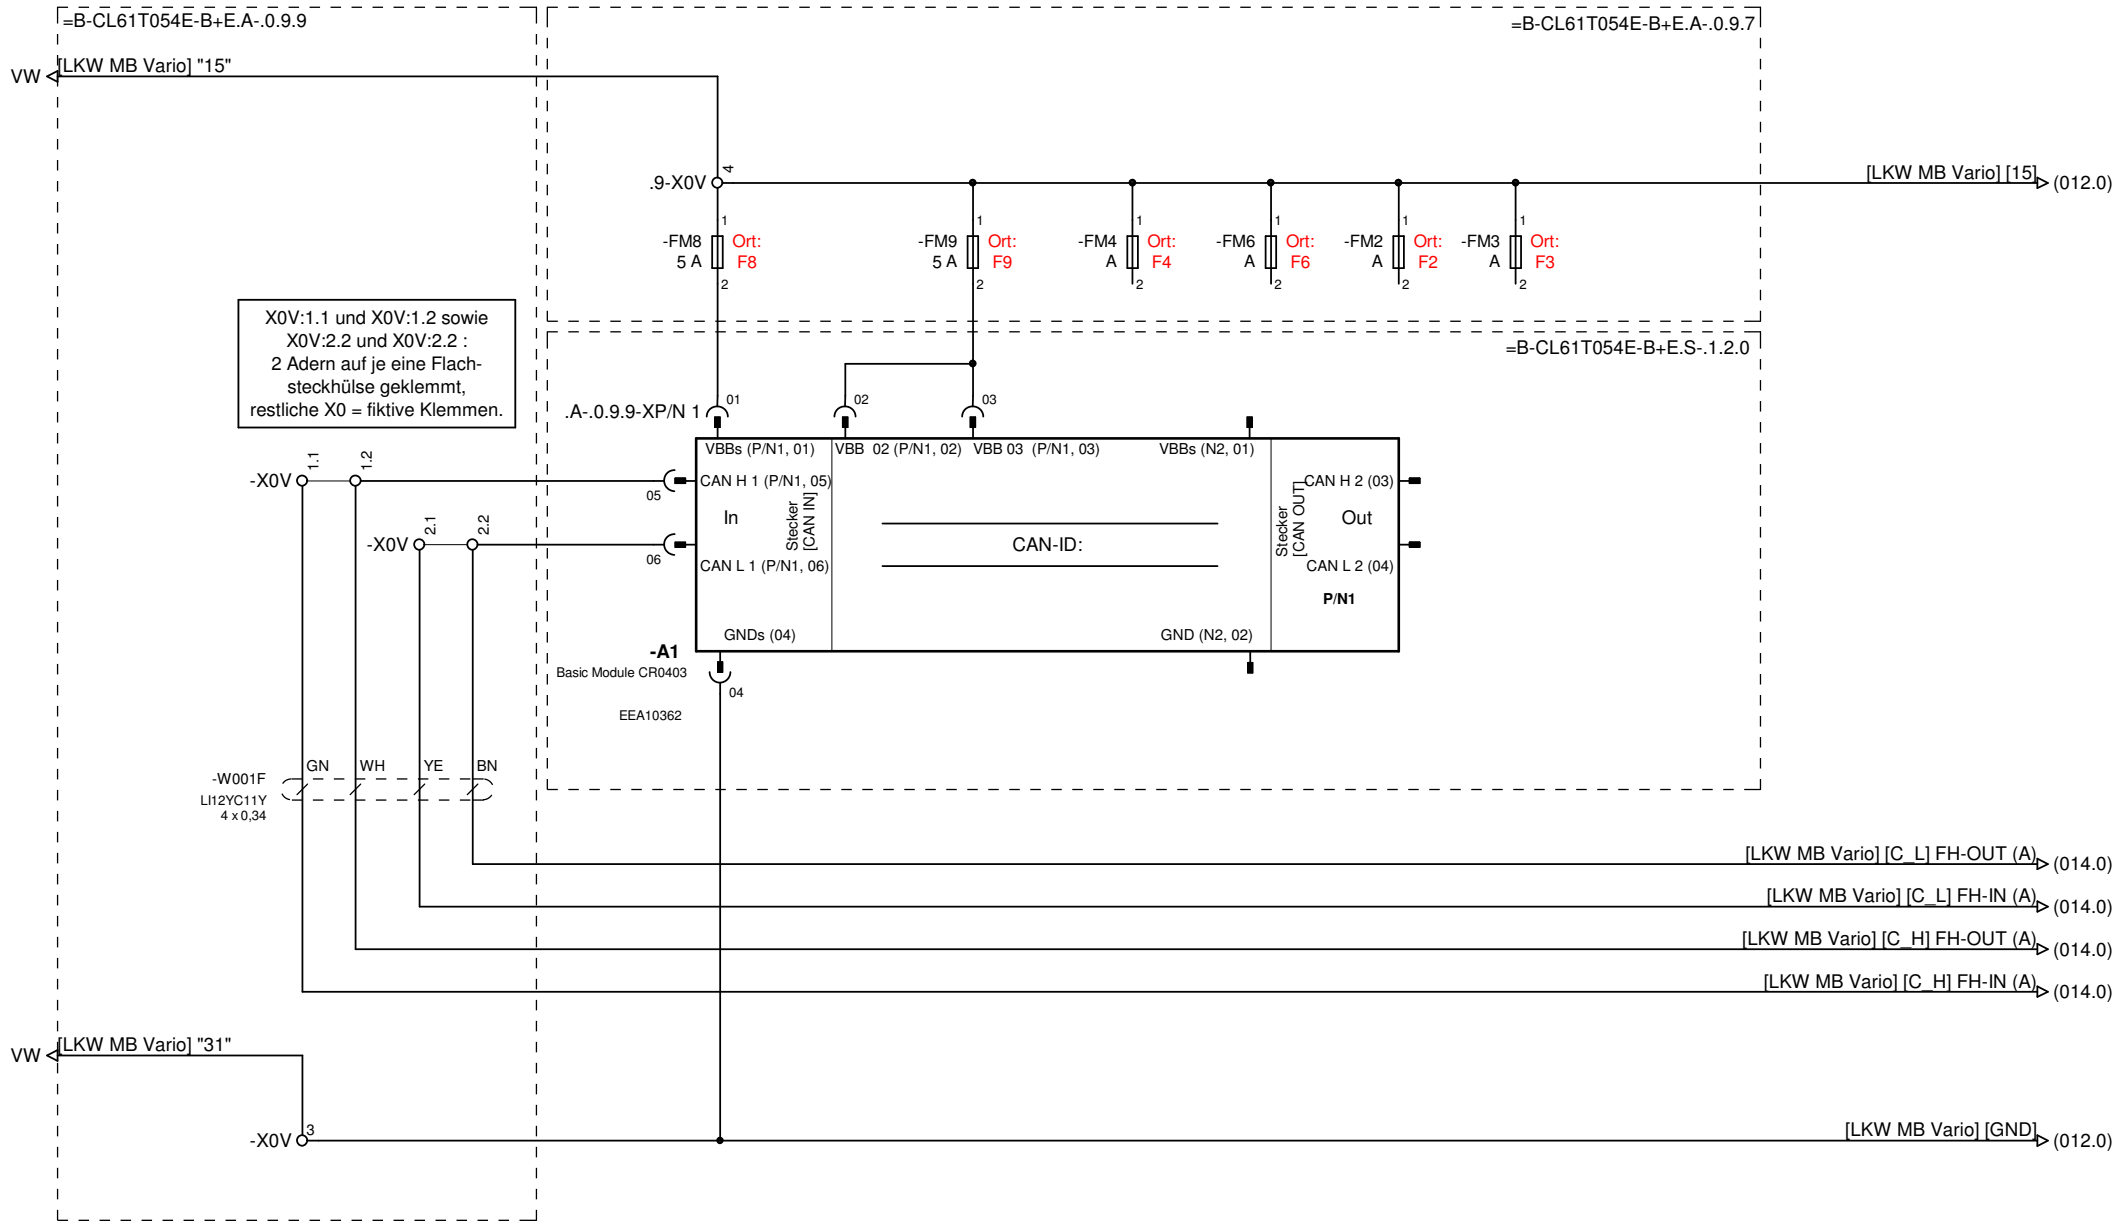 =B-CL61T054E-B+E.A-.0.9.9
=B-CL61T054E-B+E.A-.0.9.7
VW
[LKW MB Vario] "15"
.9-X0V
4
[LKW MB Vario] [15]
(012.0)
1
-FM8
5 A
Ort:
F8
2
1
-FM9
5 A
Ort:
F9
2
1
-FM4
A
Ort:
F4
2
1
-FM6
A
Ort:
F6
2
1
-FM2
A
Ort:
F2
2
1
-FM3
A
Ort:
F3
2
X0V:1.1 und X0V:1.2 sowie
X0V:2.2 und X0V:2.2 :
2 Adern auf je eine Flach-
steckhülse geklemmt,
restliche X0 = fiktive Klemmen.
=B-CL61T054E-B+E.S-.1.2.0
.A-.0.9.9-XP/N 1
01
02
03
VBBs (P/N1, 01)
VBB 02 (P/N1, 02)
VBB 03 (P/N1, 03)
VBBs (N2, 01)
-X0V
1.1
1.2
05
CAN H 1 (P/N1, 05)
CAN H 2 (03)
In
Stecker
[CAN IN]
CAN-ID:
Stecker
[CAN OUT]
Out
-X0V
2.1
2.2
06
CAN L 1 (P/N1, 06)
CAN L 2 (04)
P/N1
GNDs (04)
GND (N2, 02)
-A1
Basic Module CR0403
04
EEA10362
-W001F
LI12YC11Y
4 x 0,34
GN
WH
YE
BN
[LKW MB Vario] [C_L] FH-OUT (A)
(014.0)
[LKW MB Vario] [C_L] FH-IN (A)
(014.0)
[LKW MB Vario] [C_H] FH-OUT (A)
(014.0)
[LKW MB Vario] [C_H] FH-IN (A)
(014.0)
VW
[LKW MB Vario] "31"
-X0V
3
[LKW MB Vario] [GND]
(012.0)